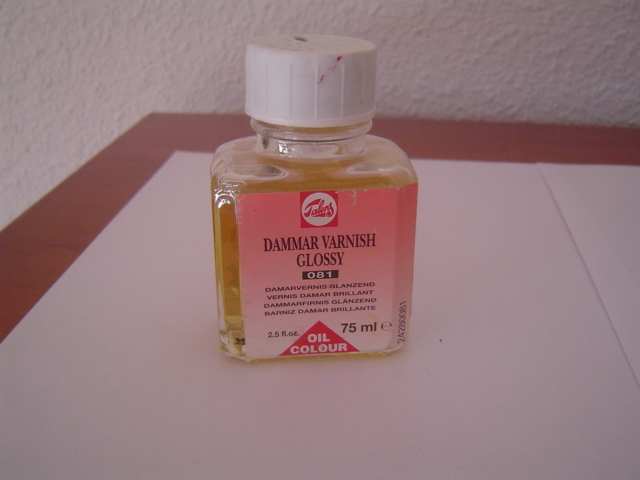 Talens
DAMMAR VARNISH
GLOSSY
081
DAMARVERNIS-GLANZEND
VERNIS DAMAR BRILLANT
DAMMARFIRNIS GLÄNZEND
BARNIZ DAMAR BRILLANTE
2.5 fl.oz. 75 ml ℮
OIL
COLOUR
24280081